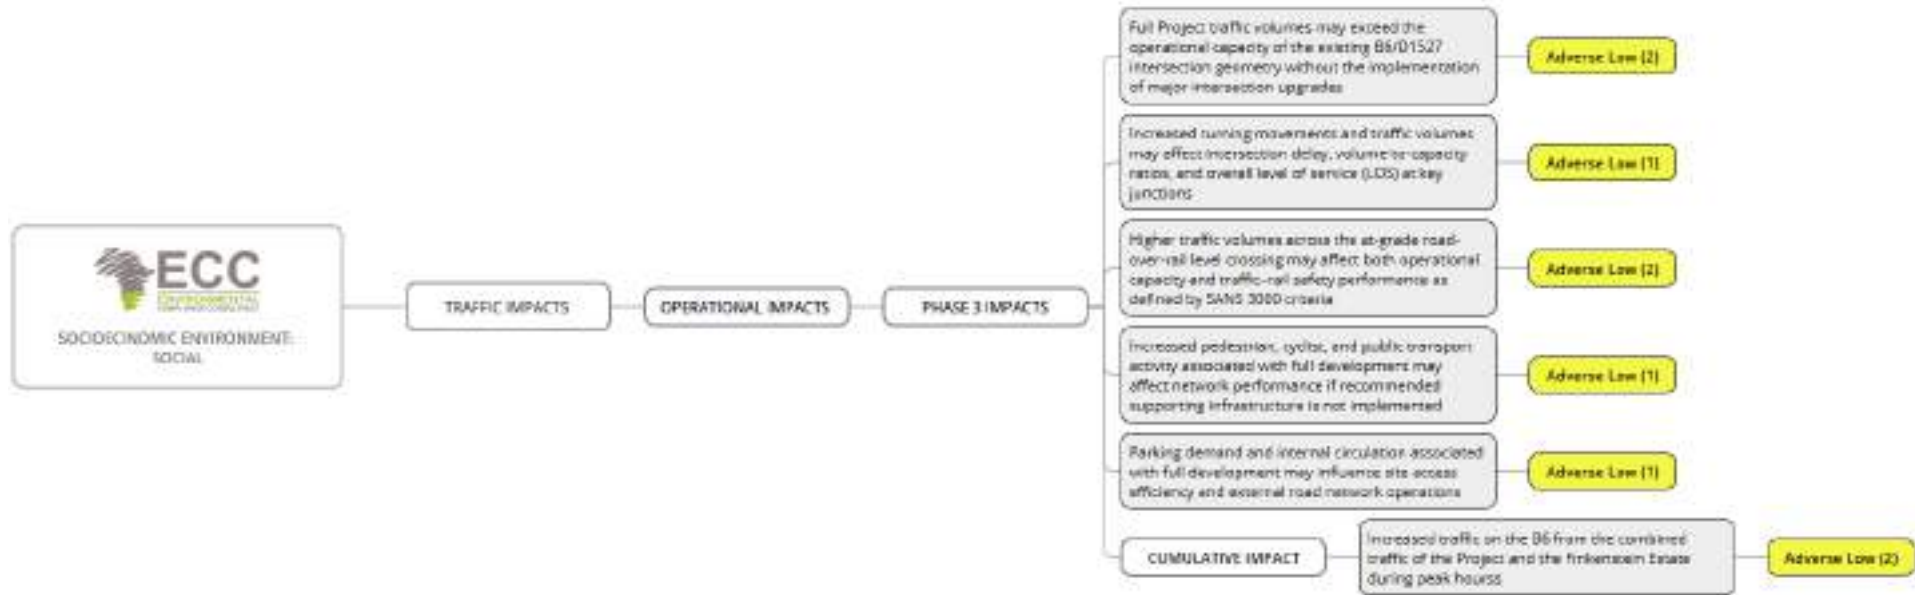 ECC
ENVIRONMENTAL
SOCIOECINOMIC ENVIRONMENT:
SOCIAL
TRAFFIC IMPACTS
OPERATIONAL IMPACTS
PHASE 3 IMPACTS
Full Project traffic volumes may exceed the
operational capacity of the existing B6/D1527
intersection geometry without the implementation
of major intersection upgrades
Adverse Low (2)
Increased turning movements and traffic volumes
may affect intersection delay, volume-to-capacity
ratios, and overall level of service (LOS) at key
junctions
Adverse Low (1)
Higher traffic volumes across the at-grade road-
over-rail level crossing may affect both operational
capacity and traffic-rail safety performance as
defined by SANS 3000 criteria
Adverse Low (2)
Increased pedestrian, cyclist, and public transport
activity associated with full development may
affect network performance if recommended
supporting infrastructure is not implemented
Adverse Low (1)
Parking demand and internal circulation associated
with full development may influence site access
efficiency and external road network operations
Adverse Low (1)
CUMULATIVE IMPACT
Increased traffic on the B6 from the combined
traffic of the Project and the Finkenstein Estate
during peak hourss
Adverse Low (2)